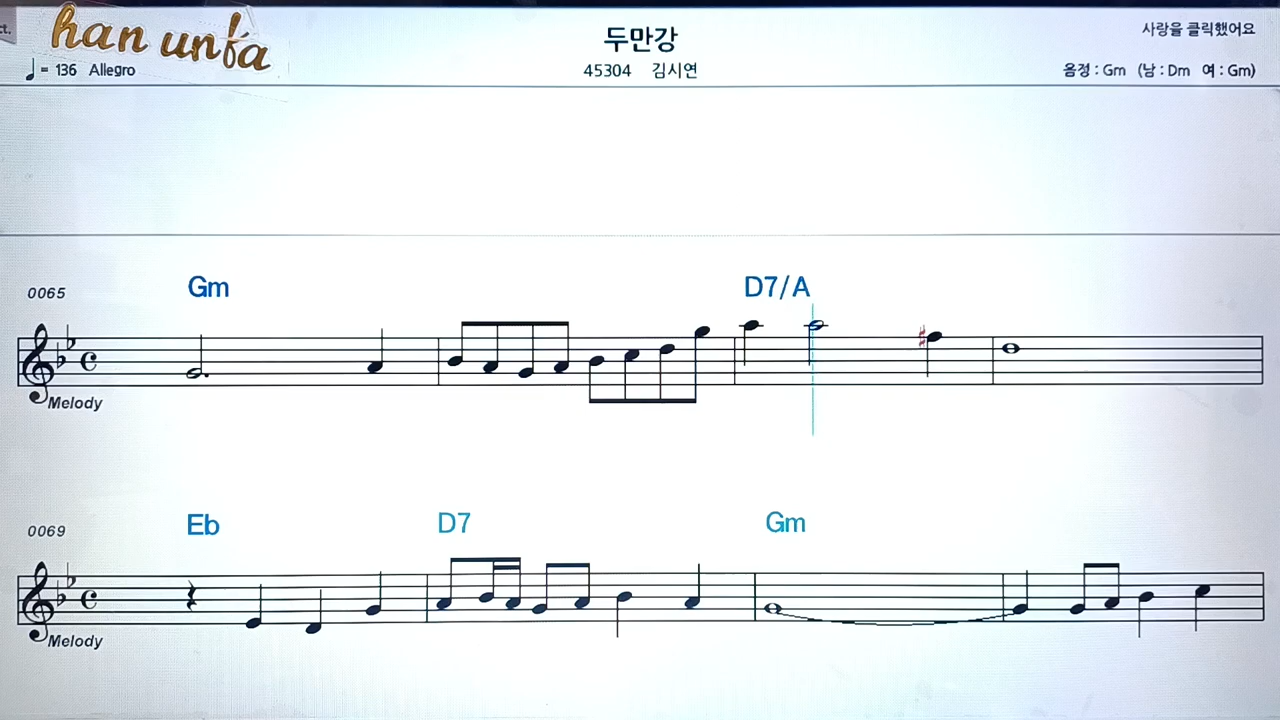 ct.
han unfa
두만강
사랑을 클릭했어요
♩ = 136 Allegro
45304 김시연
음정 : Gm (남 : Dm 여 : Gm)
0065
Gm
D7/A
Melody
0069
Eb
D7
Gm
Melody